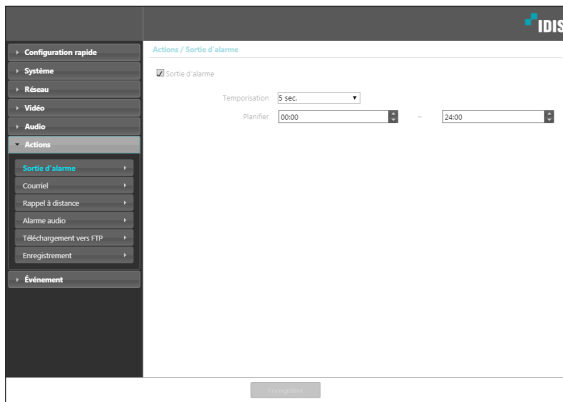 IDIS
Configuration rapide
Système
Réseau
Vidéo
Audio
Actions
Sortie d'alarme
Courriel
Rappel à distance
Alarme audio
Téléchargement vers FTP
Enregistrement
Événement
Actions / Sortie d'alarme
Sortie d'alarme
Temporisation 5 sec.
Planifier 00:00 – 24:00